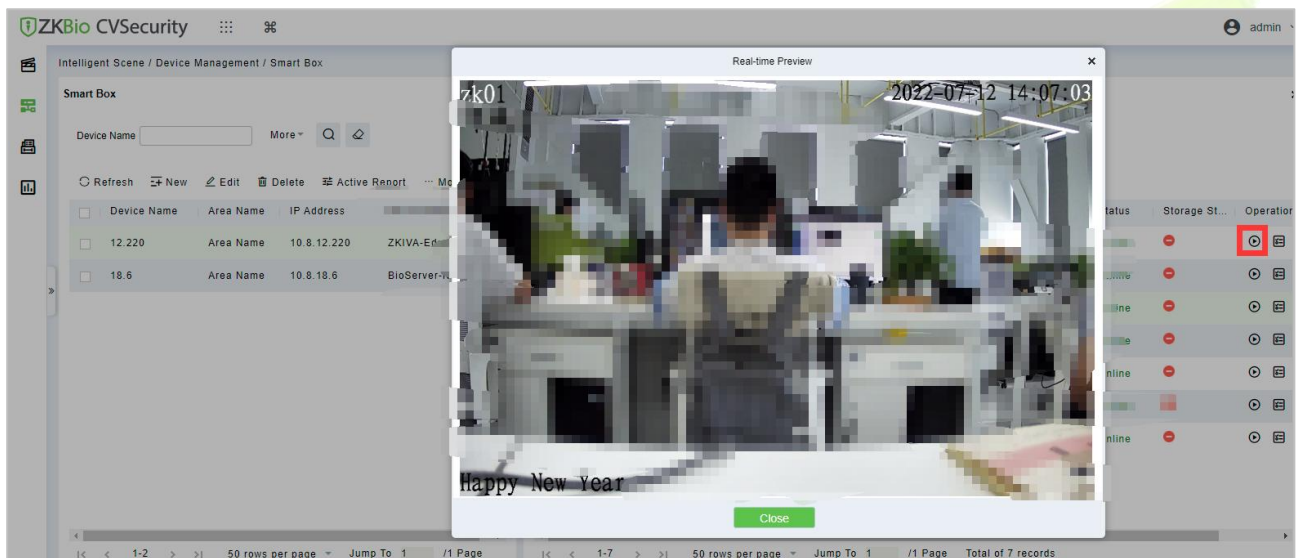 ZKBio CVSecurity
admin
Intelligent Scene / Device Management / Smart Box
Smart Box
Device Name
More
Refresh New Edit Delete Active Report ...
Device Name Area Name IP Address
12.220 Area Name 10.8.12.220
18.6 Area Name 10.8.18.6
1-2 50 rows per page Jump To 1 /1 Page
Real-time Preview
zk01 2022-07-12 14:07:03
Happy New Year
Close
Storage St... Operation
1-7 50 rows per page Jump To 1 /1 Page Total of 7 records